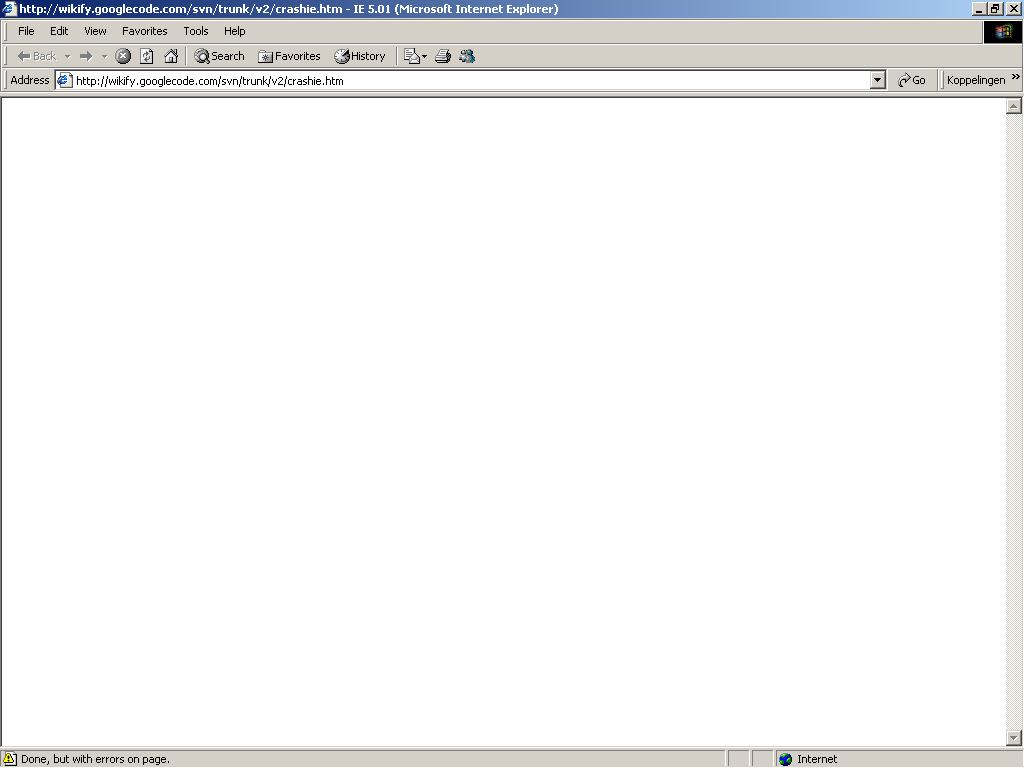 http://wikify.googlecode.com/svn/trunk/v2/crashie.htm - IE 5.01 (Microsoft Internet Explorer)
File Edit View Favorites Tools Help
Back Search Favorites History
Address http://wikify.googlecode.com/svn/trunk/v2/crashie.htm Go Koppelingen »
Done, but with errors on page. Internet